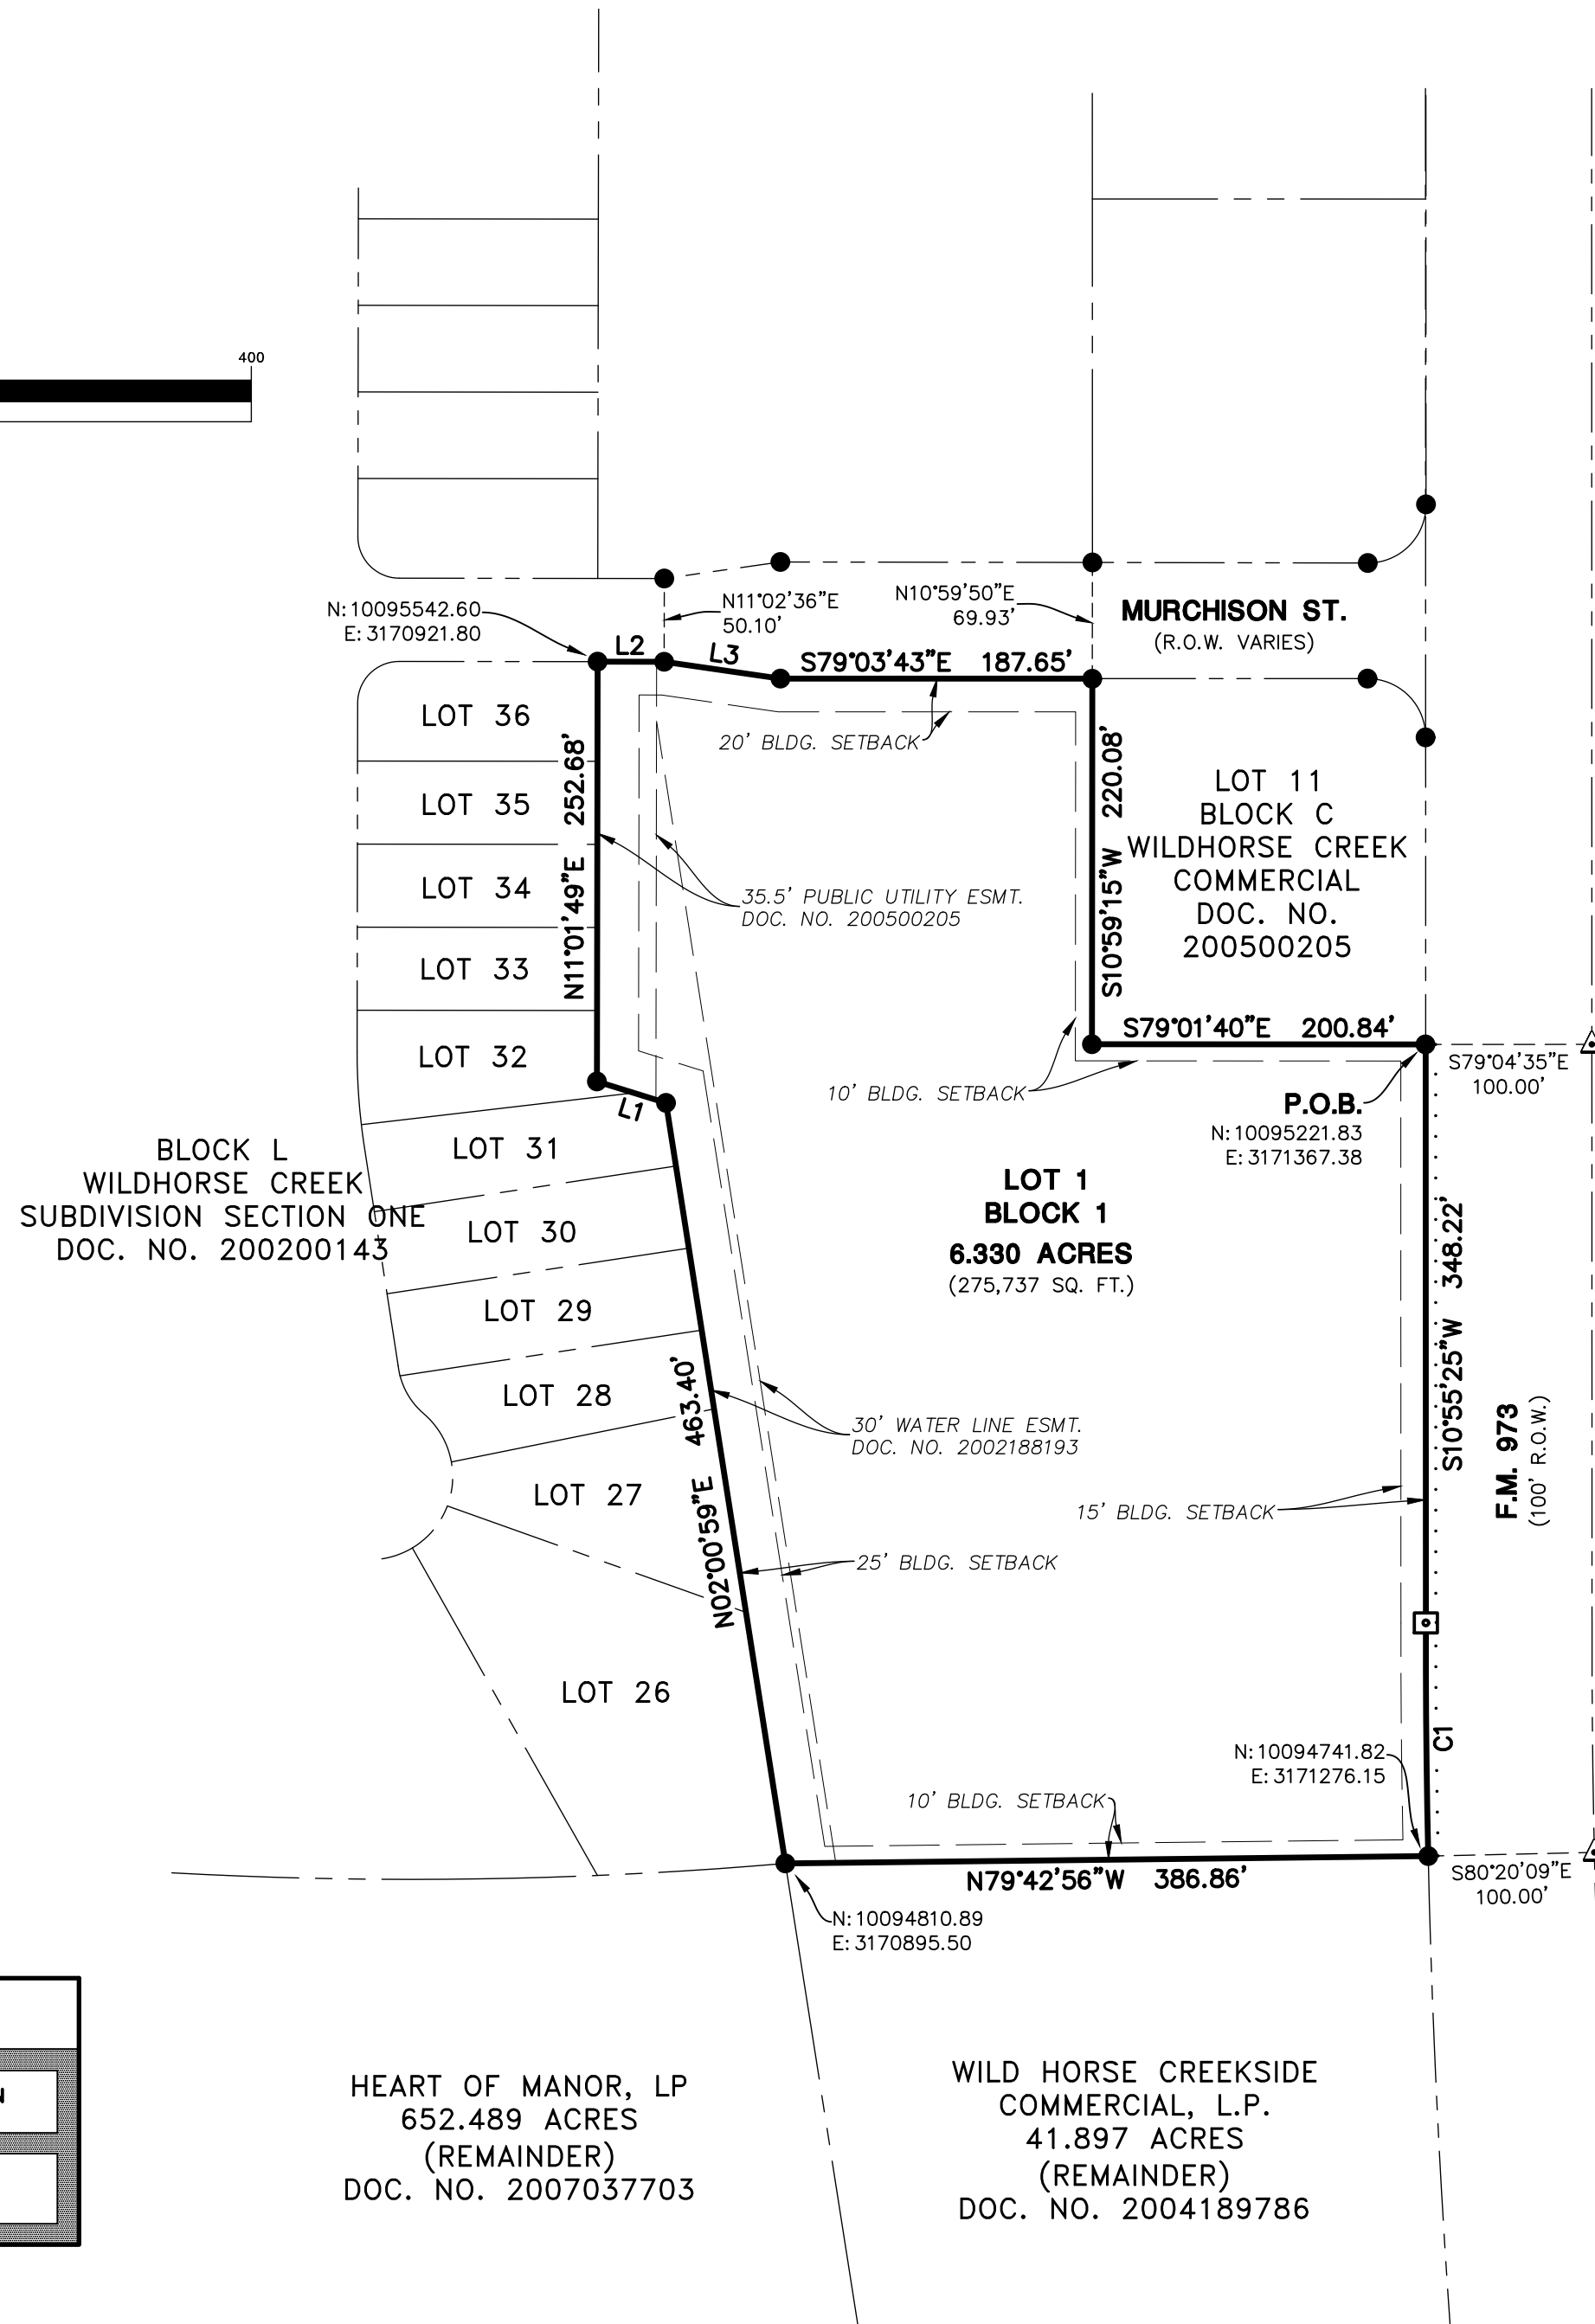 400
N:10095542.60
E:3170921.80
N11°02'36"E
50.10'
N10°59'50"E
69.93'
MURCHISON ST.
(R.O.W. VARIES)
L2
L3
S79°03'43"E 187.65'
20' BLDG. SETBACK
LOT 36
LOT 35
LOT 34
LOT 33
LOT 32
N11°01'49"E 252.68'
35.5' PUBLIC UTILITY ESMT.
DOC. NO. 200500205
S10°59'15"W 220.08'
LOT 11
BLOCK C
WILDHORSE CREEK
COMMERCIAL
DOC. NO.
200500205
S79°01'40"E 200.84'
S79°04'35"E
100.00'
10' BLDG. SETBACK
P.O.B.
N:10095221.83
E:3171367.38
L1
BLOCK L
WILDHORSE CREEK
SUBDIVISION SECTION ONE
DOC. NO. 200200143
LOT 31
LOT 30
LOT 29
LOT 28
LOT 27
LOT 26
LOT 1
BLOCK 1
6.330 ACRES
(275,737 SQ. FT.)
S10°55'25"W 348.22'
F.M. 973
(100' R.O.W.)
N02°00'59"E 463.40'
30' WATER LINE ESMT.
DOC. NO. 2002188193
15' BLDG. SETBACK
25' BLDG. SETBACK
C1
N:10094741.82
E:3171276.15
10' BLDG. SETBACK
N79°42'56"W 386.86'
S80°20'09"E
100.00'
N:10094810.89
E:3170895.50
HEART OF MANOR, LP
652.489 ACRES
(REMAINDER)
DOC. NO. 2007037703
WILD HORSE CREEKSIDE
COMMERCIAL, L.P.
41.897 ACRES
(REMAINDER)
DOC. NO. 2004189786